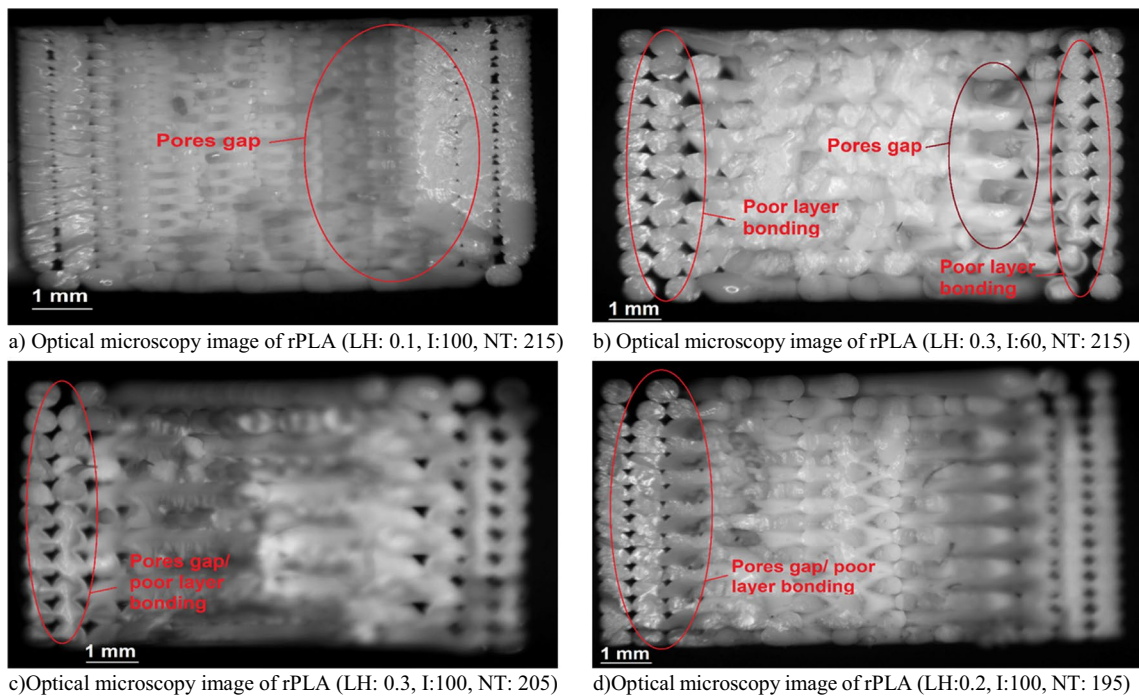 Pores gap
1 mm
a) Optical microscopy image of rPLA (LH: 0.1, I:100, NT: 215)
Pores gap
Poor layer
bonding
Poor layer
bonding
1 mm
b) Optical microscopy image of rPLA (LH: 0.3, I:60, NT: 215)
Pores gap/
poor layer
bonding
1 mm
c)Optical microscopy image of rPLA (LH: 0.3, I:100, NT: 205)
Pores gap/ poor
layer bonding
1 mm
d)Optical microscopy image of rPLA (LH:0.2, I:100, NT: 195)